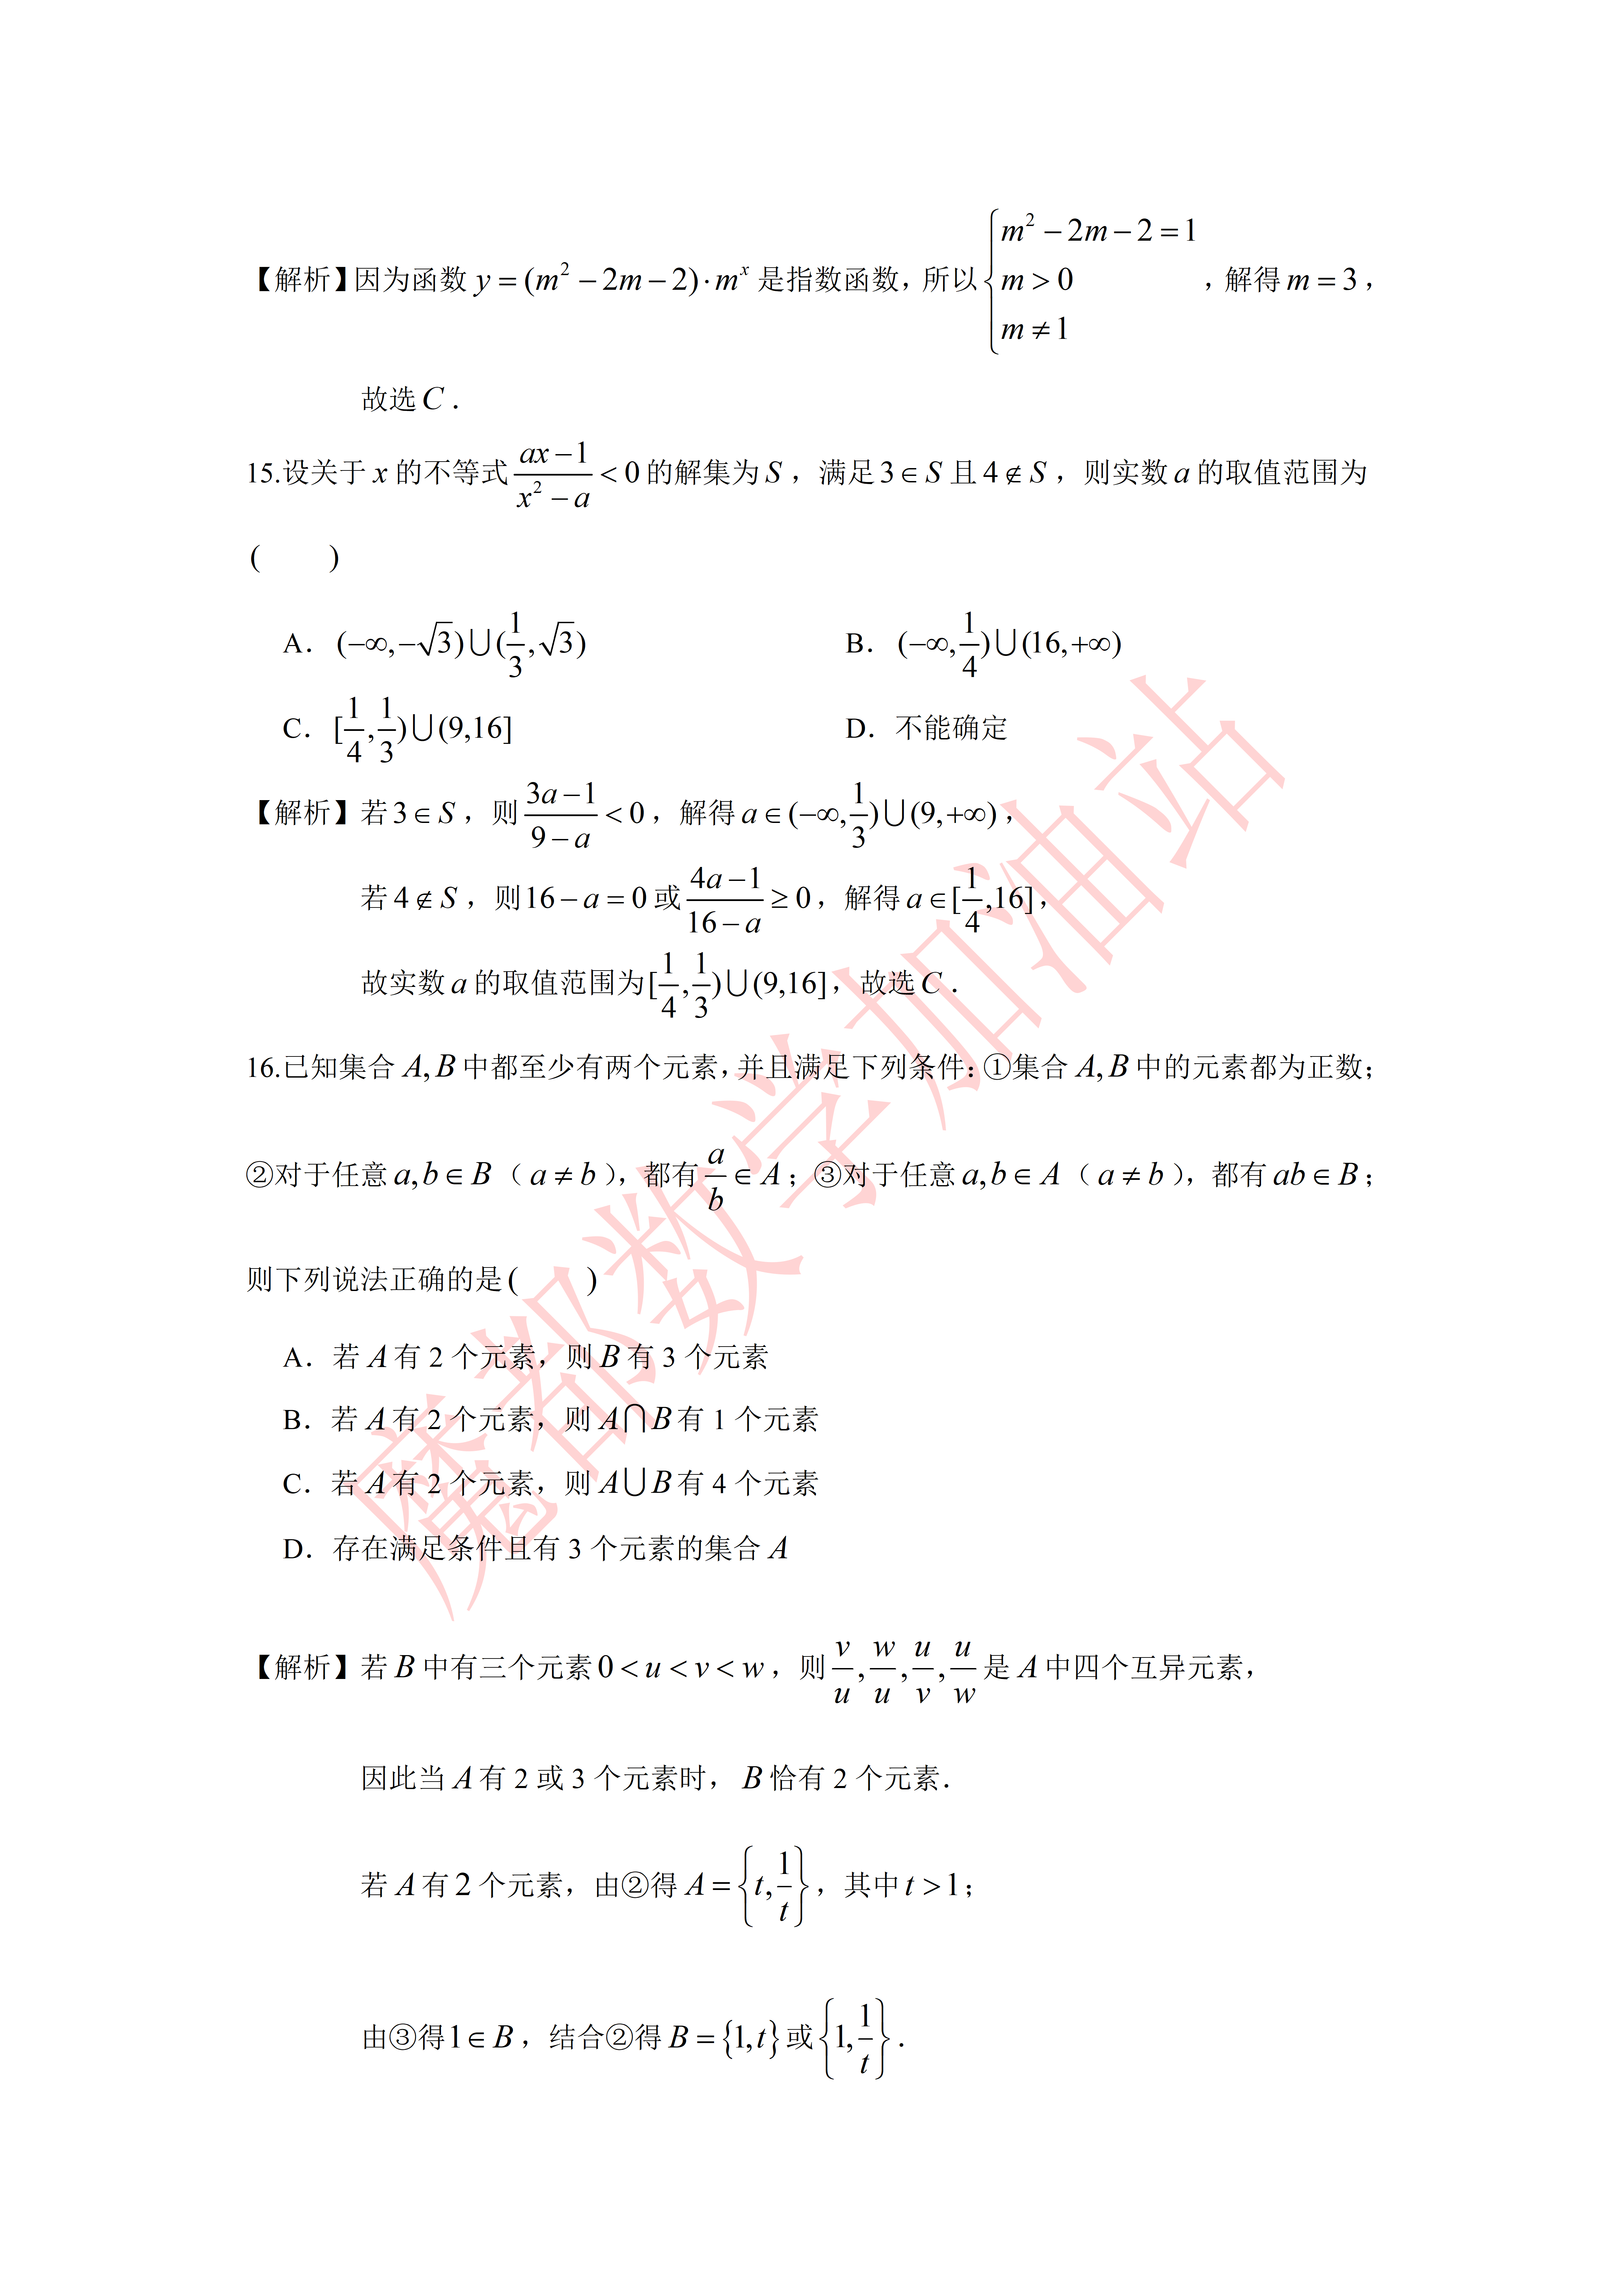 【解析】因为函数 y=(m²−2m−2)·mˣ 是指数函数，所以 {m²−2m−2=1, m>0, m≠1 ，解得 m=3，
故选 C．
15.设关于 x 的不等式 (ax−1)/(x²−a)<0 的解集为 S，满足 3∈S 且 4∉S，则实数 a 的取值范围为
(  )
A．(−∞,−√3)∪(1/3,√3) B．(−∞,1/4)∪(16,+∞)
C．[1/4,1/3)∪(9,16] D．不能确定
【解析】若 3∈S，则 (3a−1)/(9−a)<0，解得 a∈(−∞,1/3)∪(9,+∞)，
若 4∉S，则 16−a=0 或 (4a−1)/(16−a)≥0，解得 a∈[1/4,16]，
故实数 a 的取值范围为 [1/4,1/3)∪(9,16]，故选 C．
16.已知集合 A,B 中都至少有两个元素，并且满足下列条件：①集合 A,B 中的元素都为正数；
②对于任意 a,b∈B（a≠b），都有 a/b∈A；③对于任意 a,b∈A（a≠b），都有 ab∈B；
则下列说法正确的是(  )
A．若 A 有 2 个元素，则 B 有 3 个元素
B．若 A 有 2 个元素，则 A∩B 有 1 个元素
C．若 A 有 2 个元素，则 A∪B 有 4 个元素
D．存在满足条件且有 3 个元素的集合 A
【解析】若 B 中有三个元素 0<u<v<w，则 v/u, w/u, u/v, u/w 是 A 中四个互异元素，
因此当 A 有 2 或 3 个元素时，B 恰有 2 个元素．
若 A 有 2 个元素，由②得 A={t,1/t}，其中 t>1；
由③得 1∈B，结合②得 B={1,t} 或 {1,1/t}．
魔都数学加油站